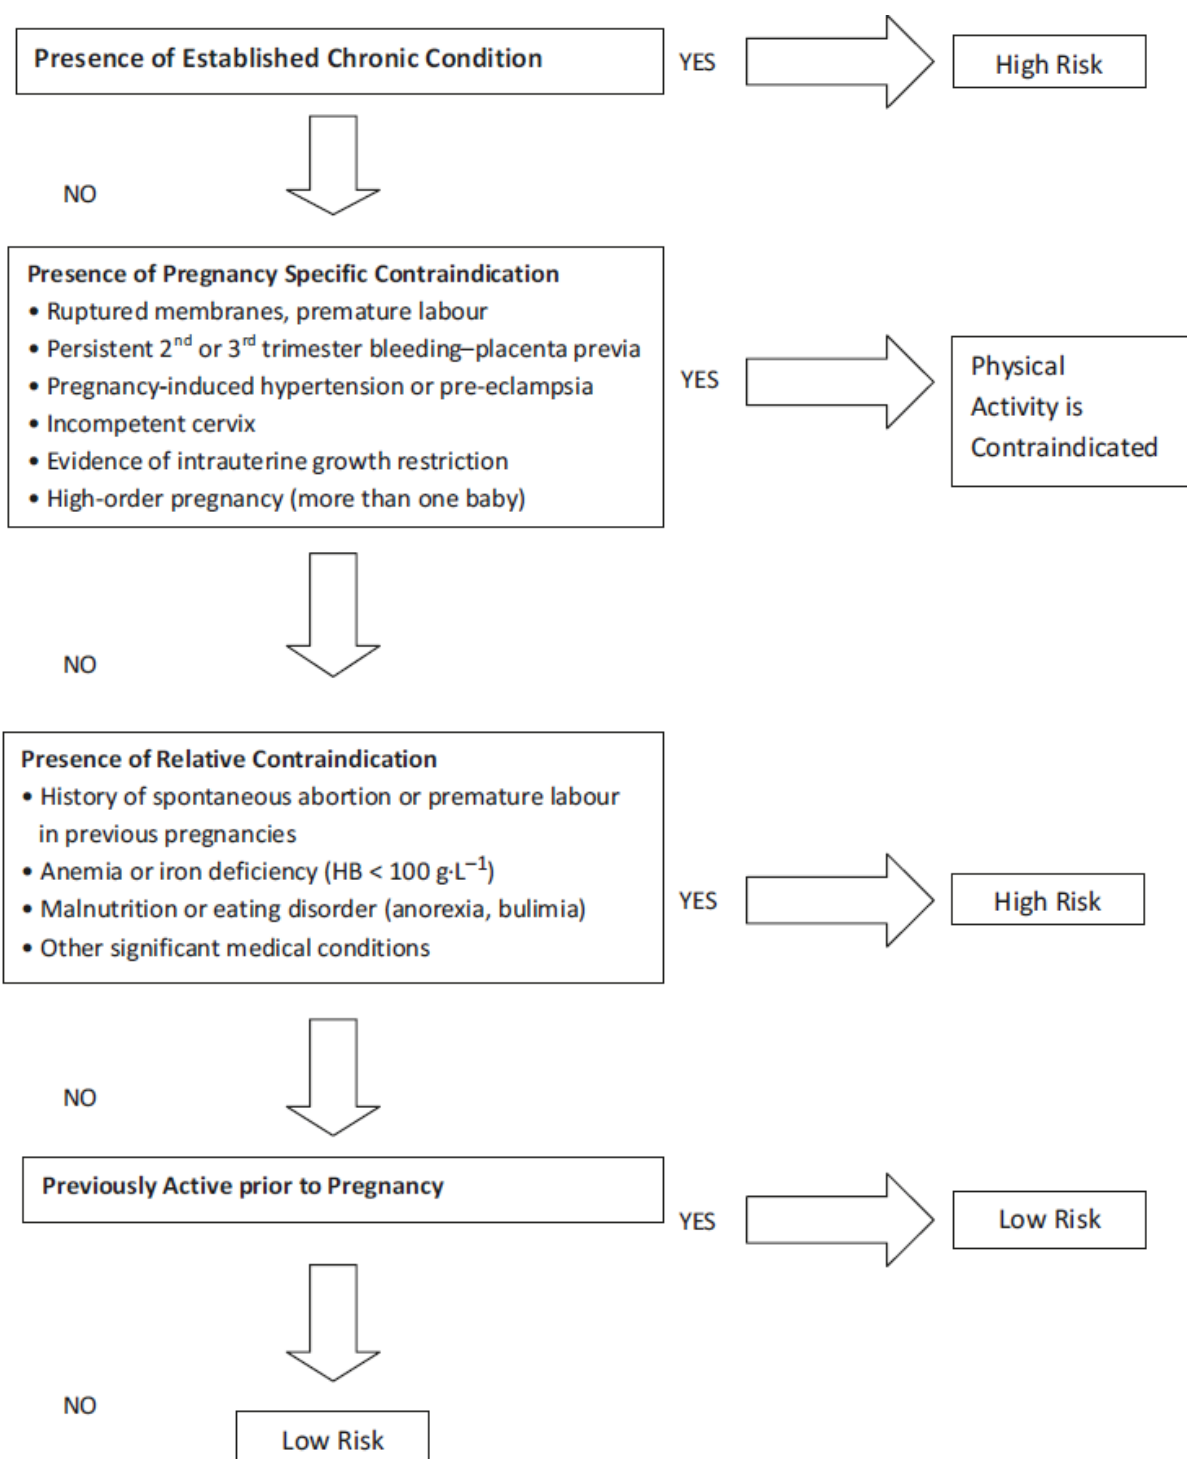 Presence of Established Chronic Condition
YES
High Risk
NO
Presence of Pregnancy Specific Contraindication
• Ruptured membranes, premature labour
• Persistent 2nd or 3rd trimester bleeding–placenta previa
• Pregnancy-induced hypertension or pre-eclampsia
• Incompetent cervix
• Evidence of intrauterine growth restriction
• High-order pregnancy (more than one baby)
YES
Physical
Activity is
Contraindicated
NO
Presence of Relative Contraindication
• History of spontaneous abortion or premature labour
in previous pregnancies
• Anemia or iron deficiency (HB < 100 g·L⁻¹)
• Malnutrition or eating disorder (anorexia, bulimia)
• Other significant medical conditions
YES
High Risk
NO
Previously Active prior to Pregnancy
YES
Low Risk
NO
Low Risk